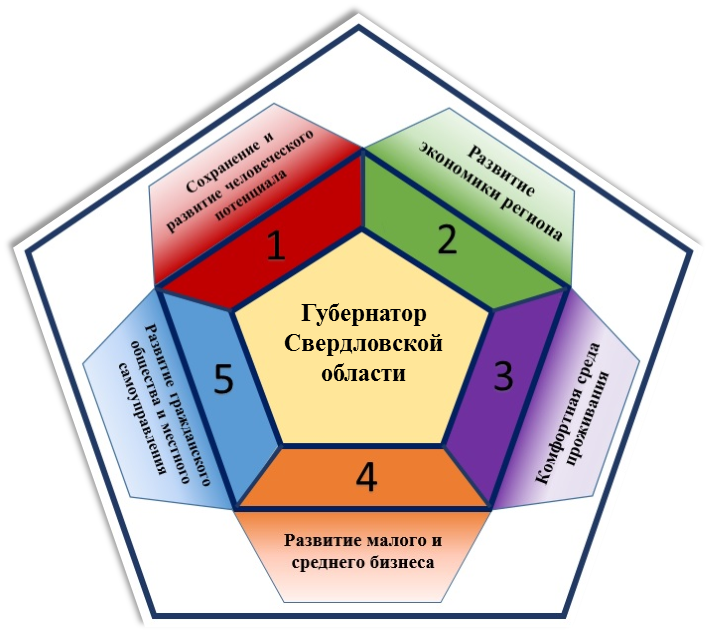 Сохранение и
развитие человеческого
потенциала
1
Развитие
экономики региона
2
Губернатор
Свердловской
области
3
Комфортная среда
проживания
4
Развитие малого и
среднего бизнеса
5
Развитие гражданского
общества и местного
самоуправления